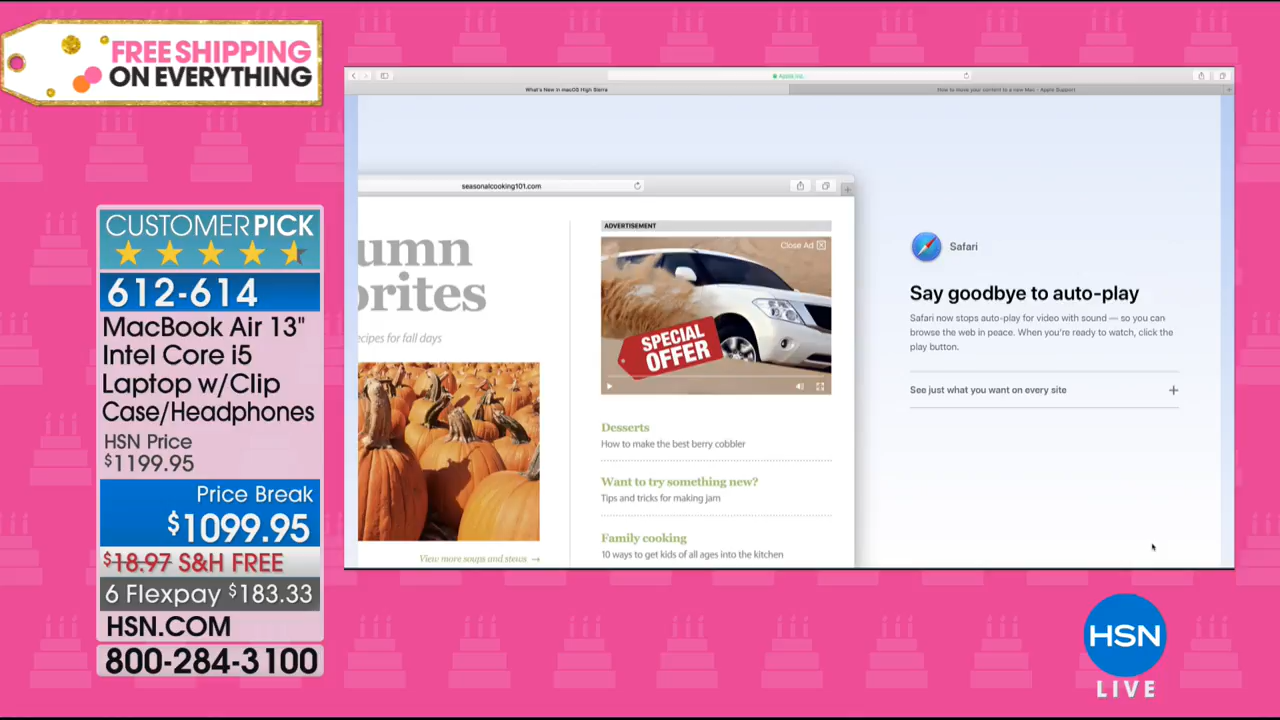 FREE SHIPPING
ON EVERYTHING
CUSTOMER PICK
612-614
MacBook Air 13"
Intel Core i5
Laptop w/Clip
Case/Headphones
HSN Price
$1199.95
Price Break
$1099.95
$18.97 S&H FREE
6 Flexpay $183.33
HSN.COM
800-284-3100
Apple Inc.
What's New in macOS High Sierra
How to move your content to a new Mac - Apple Support
seasonalcooking101.com
umn
orites
ecipes for fall days
View more soups and stews →
ADVERTISEMENT
Close Ad
SPECIAL
OFFER
Desserts
How to make the best berry cobbler
Want to try something new?
Tips and tricks for making jam
Family cooking
10 ways to get kids of all ages into the kitchen
Safari
Say goodbye to auto-play
Safari now stops auto-play for video with sound — so you can
browse the web in peace. When you're ready to watch, click the
play button.
See just what you want on every site
HSN
LIVE